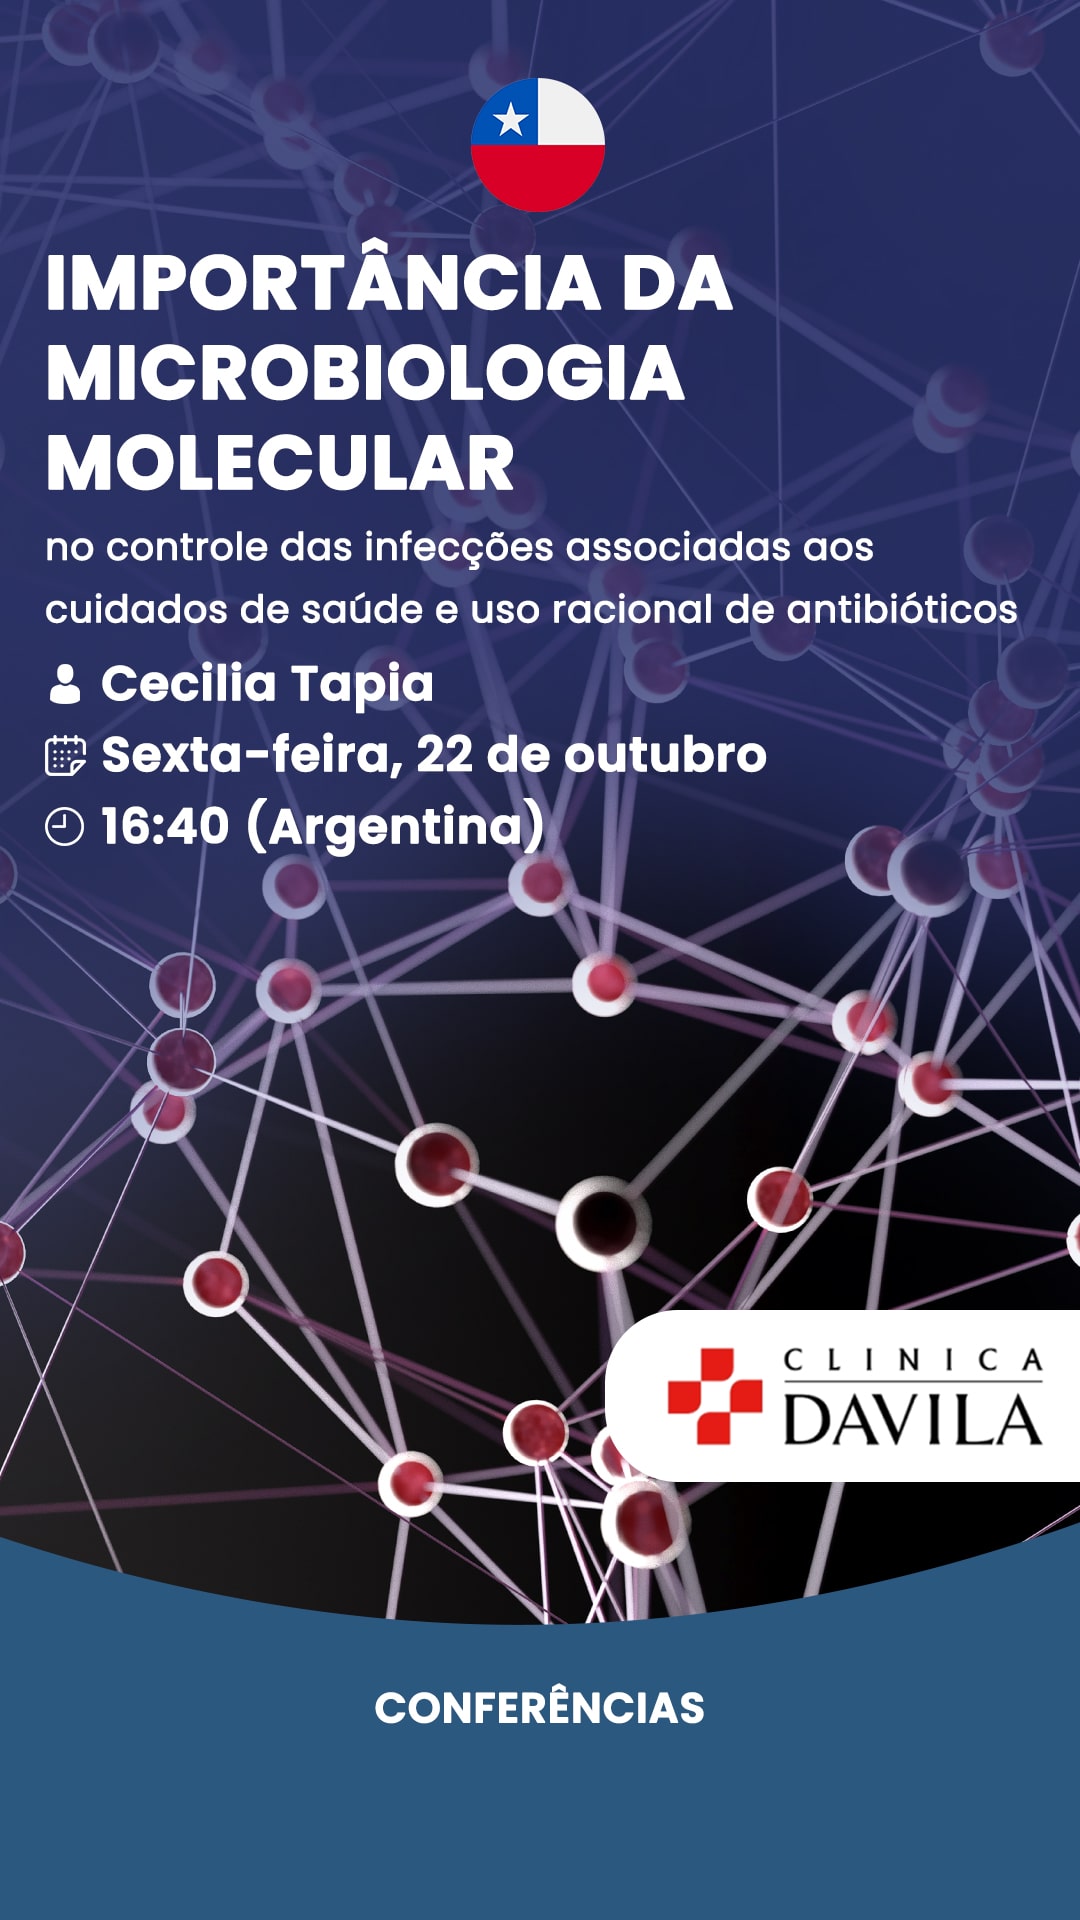 IMPORTÂNCIA DA
MICROBIOLOGIA
MOLECULAR
no controle das infecções associadas aos
cuidados de saúde e uso racional de antibióticos
Cecilia Tapia
Sexta-feira, 22 de outubro
16:40 (Argentina)
CLINICA
DAVILA
CONFERÊNCIAS